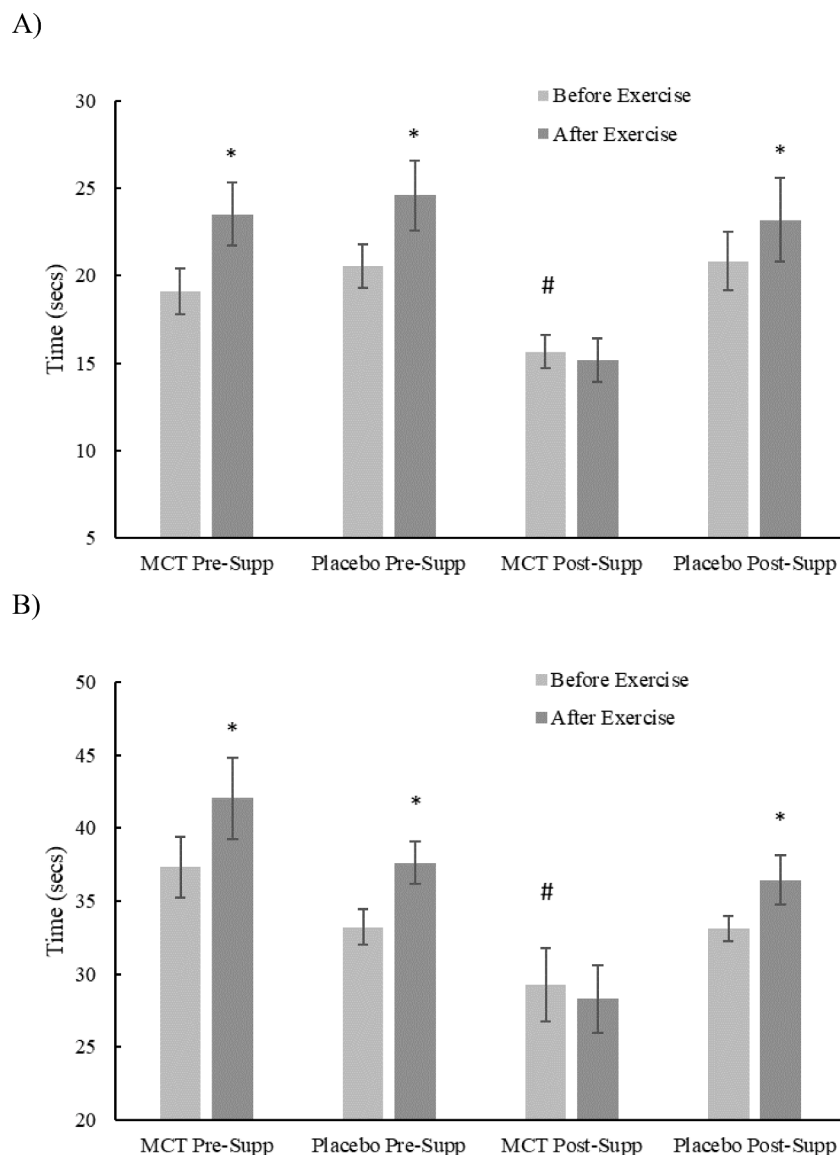 A)
30
25
20
15
10
5
Time (secs)
Before Exercise
After Exercise
*
*
#
*
MCT Pre-Supp Placebo Pre-Supp MCT Post-Supp Placebo Post-Supp
B)
50
45
40
35
30
25
20
Time (secs)
Before Exercise
After Exercise
*
*
#
*
MCT Pre-Supp Placebo Pre-Supp MCT Post-Supp Placebo Post-Supp